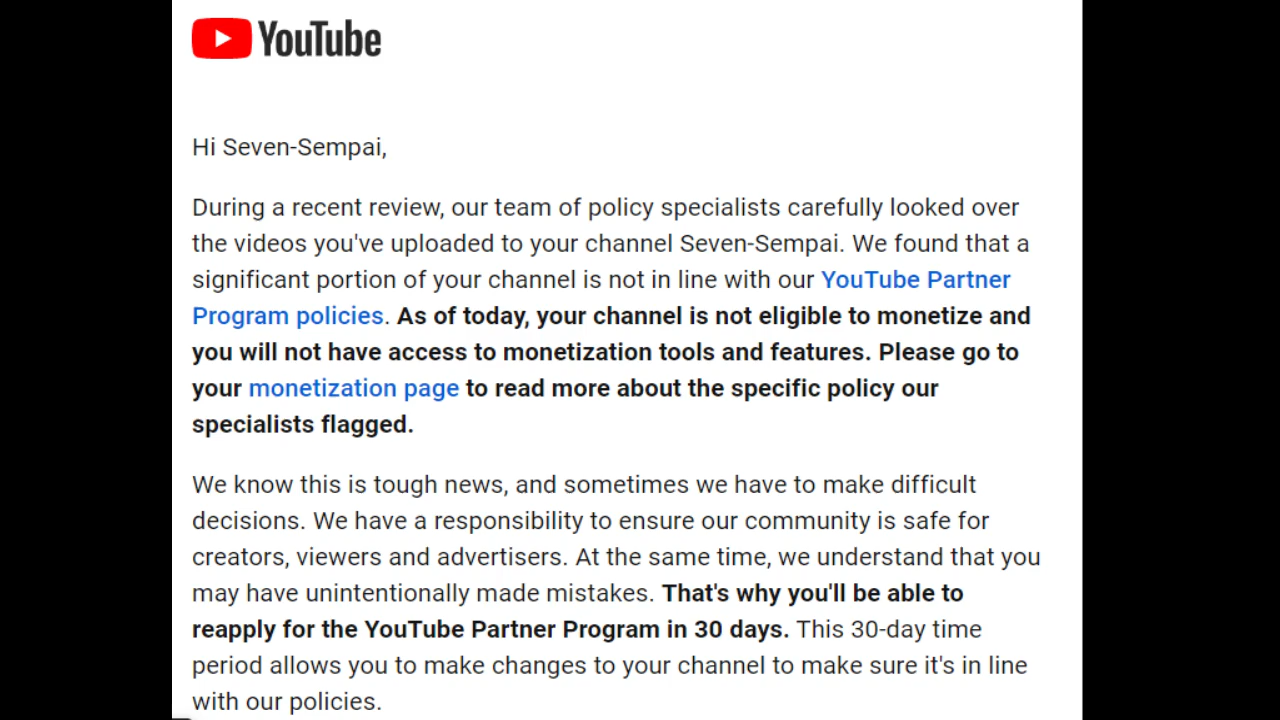 YouTube
Hi Seven-Sempai,
During a recent review, our team of policy specialists carefully looked over
the videos you've uploaded to your channel Seven-Sempai. We found that a
significant portion of your channel is not in line with our YouTube Partner
Program policies. As of today, your channel is not eligible to monetize and
you will not have access to monetization tools and features. Please go to
your monetization page to read more about the specific policy our
specialists flagged.
We know this is tough news, and sometimes we have to make difficult
decisions. We have a responsibility to ensure our community is safe for
creators, viewers and advertisers. At the same time, we understand that you
may have unintentionally made mistakes. That's why you'll be able to
reapply for the YouTube Partner Program in 30 days. This 30-day time
period allows you to make changes to your channel to make sure it's in line
with our policies.